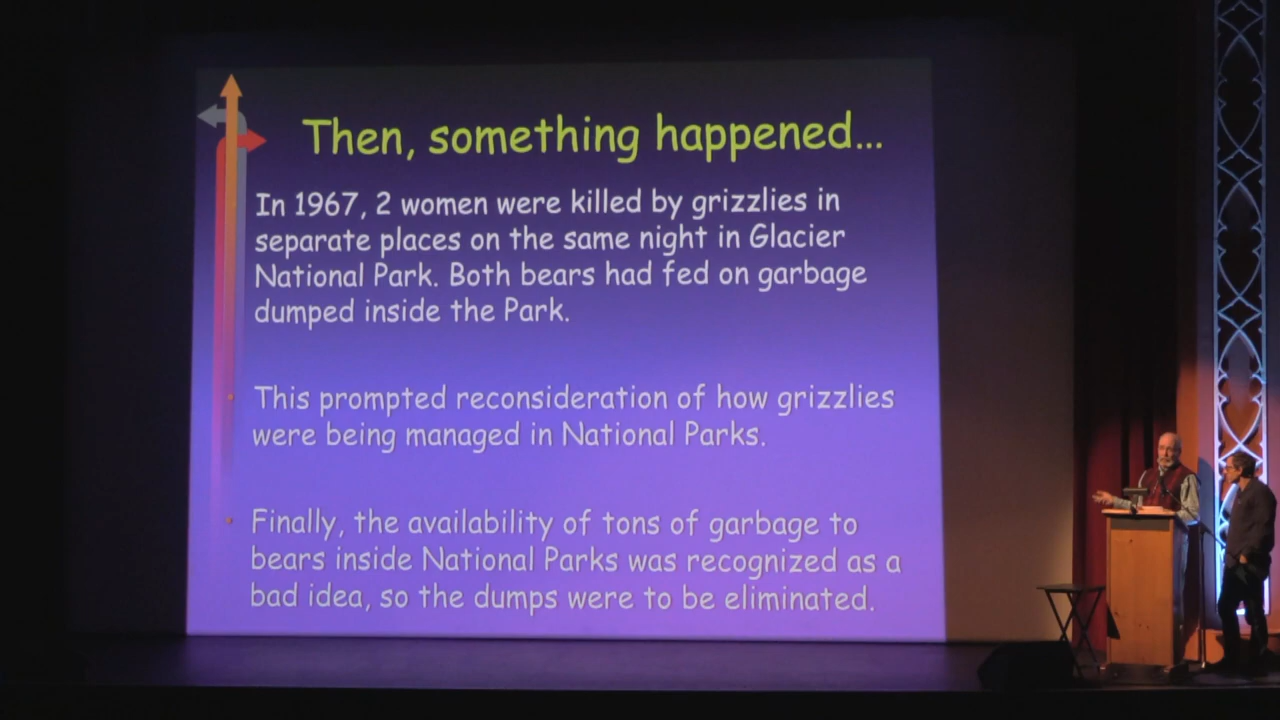 Then, something happened...
In 1967, 2 women were killed by grizzlies in
separate places on the same night in Glacier
National Park. Both bears had fed on garbage
dumped inside the Park.
This prompted reconsideration of how grizzlies
were being managed in National Parks.
Finally, the availability of tons of garbage to
bears inside National Parks was recognized as a
bad idea, so the dumps were to be eliminated.